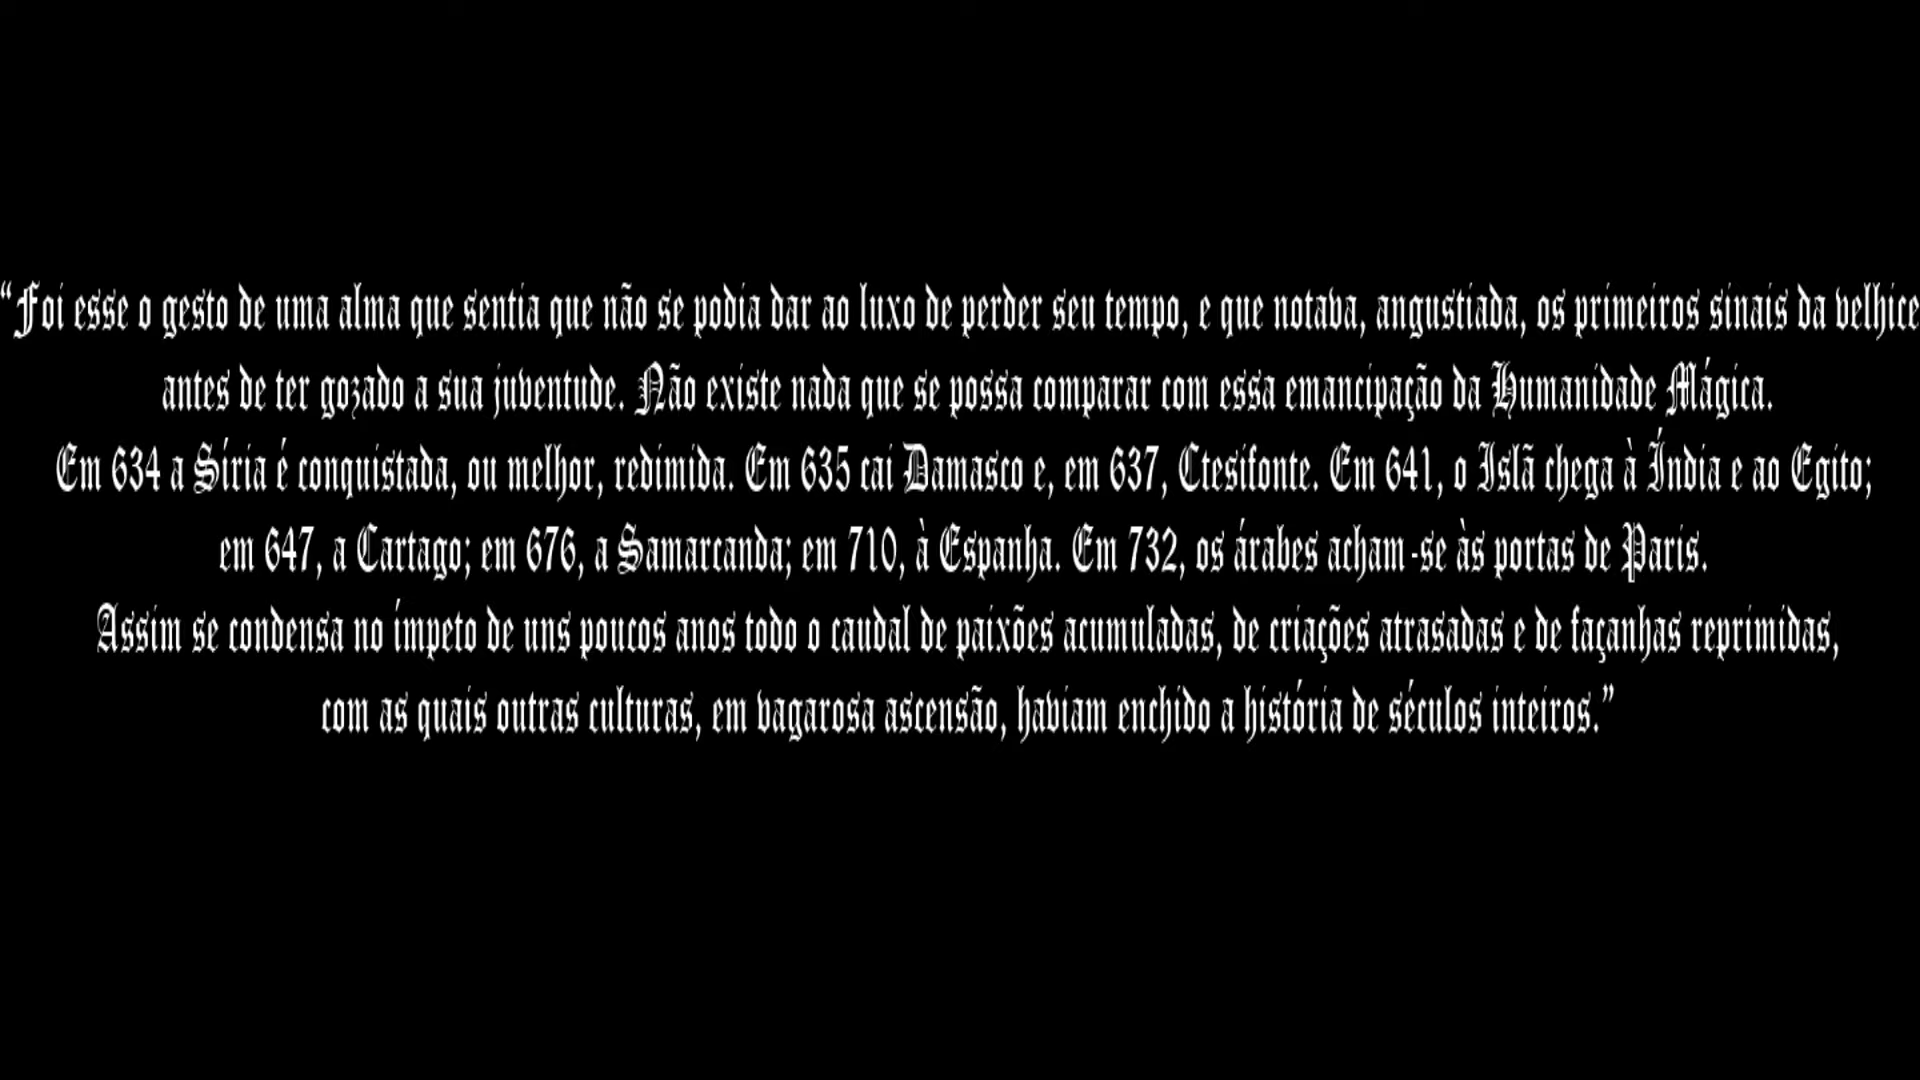 “Foi esse o gesto de uma alma que sentia que não se podia dar ao luxo de perder seu tempo, e que notava, angustiada, os primeiros sinais da velhice
antes de ter gozado a sua juventude. Não existe nada que se possa comparar com essa emancipação da Humanidade Mágica.
Em 634 a Síria é conquistada, ou melhor, redimida. Em 635 cai Damasco e, em 637, Ctesifonte. Em 641, o Islã chega à Índia e ao Egito;
em 647, a Cartago; em 676, a Samarcanda; em 710, à Espanha. Em 732, os árabes acham-se às portas de Paris.
Assim se condensa no ímpeto de uns poucos anos todo o caudal de paixões acumuladas, de criações atrasadas e de façanhas reprimidas,
com as quais outras culturas, em vagarosa ascensão, haviam enchido a história de séculos inteiros.”